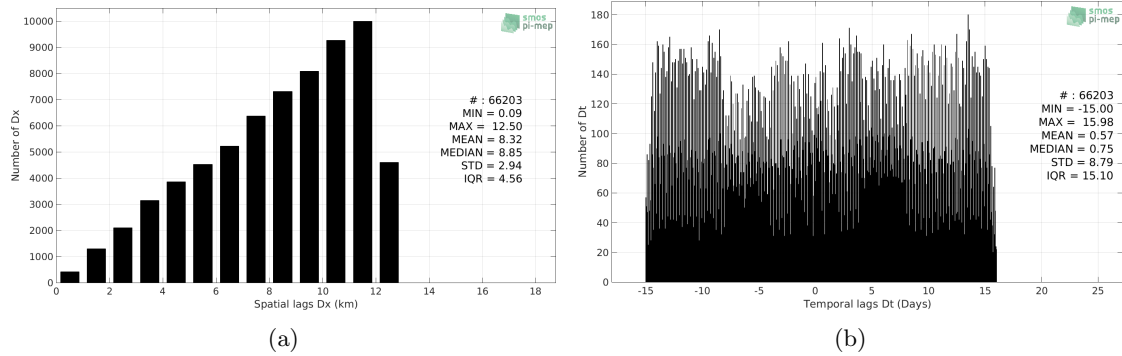 10000
9000
8000
7000
6000
5000
4000
3000
2000
1000
0
Number of Dx
smos
pi-mep
# : 66203
MIN = 0.09
MAX = 12.50
MEAN = 8.32
MEDIAN = 8.85
STD = 2.94
IQR = 4.56
0 2 4 6 8 10 12 14 16 18
Spatial lags Dx (km)
(a)
180
160
140
120
100
80
60
40
20
0
Number of Dt
smos
pi-mep
# : 66203
MIN = -15.00
MAX = 15.98
MEAN = 0.57
MEDIAN = 0.75
STD = 8.79
IQR = 15.10
-15 -10 -5 0 5 10 15 20 25
Temporal lags Dt (Days)
(b)